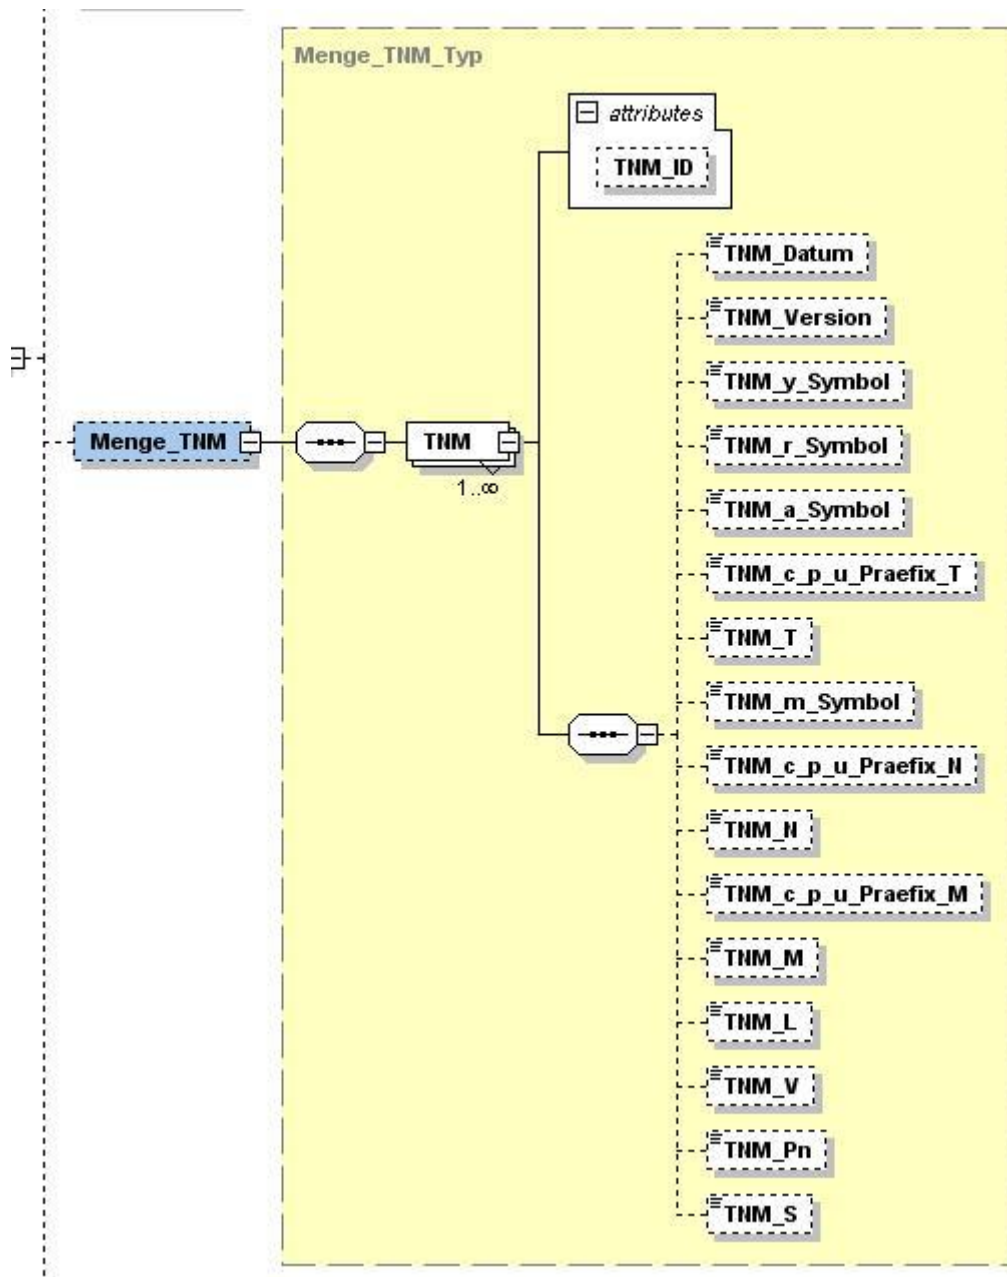 Menge_TNM_Typ
attributes
TNM_ID
TNM_Datum
TNM_Version
TNM_y_Symbol
TNM_r_Symbol
Menge_TNM
TNM
1..∞
TNM_a_Symbol
TNM_c_p_u_Praefix_T
TNM_T
TNM_m_Symbol
TNM_c_p_u_Praefix_N
TNM_N
TNM_c_p_u_Praefix_M
TNM_M
TNM_L
TNM_V
TNM_Pn
TNM_S